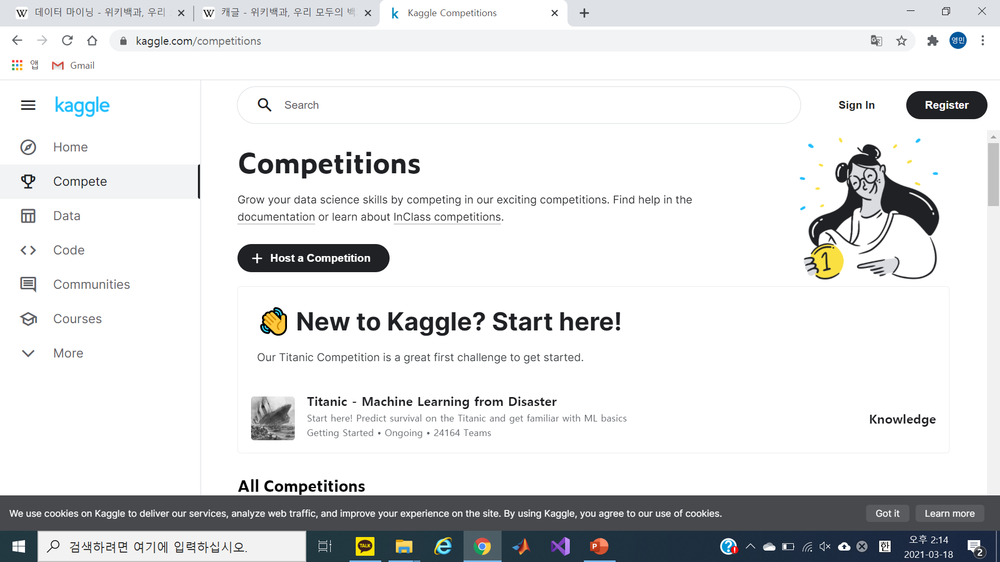 데이터 마이닝 - 위키백과, 우리
캐글 - 위키백과, 우리 모두의 백
Kaggle Competitions
kaggle.com/competitions
영민
앱
Gmail
kaggle
Search
Sign In
Register
Home
Compete
Data
Code
Communities
Courses
More
Competitions
Grow your data science skills by competing in our exciting competitions. Find help in the
documentation or learn about InClass competitions.
1
+ Host a Competition
New to Kaggle? Start here!
Our Titanic Competition is a great first challenge to get started.
Titanic - Machine Learning from Disaster
Start here! Predict survival on the Titanic and get familiar with ML basics
Getting Started • Ongoing • 24164 Teams
Knowledge
All Competitions
We use cookies on Kaggle to deliver our services, analyze web traffic, and improve your experience on the site. By using Kaggle, you agree to our use of cookies.
Got it
Learn more
검색하려면 여기에 입력하십시오.
TALK
한
오후 2:14
2021-03-18
2